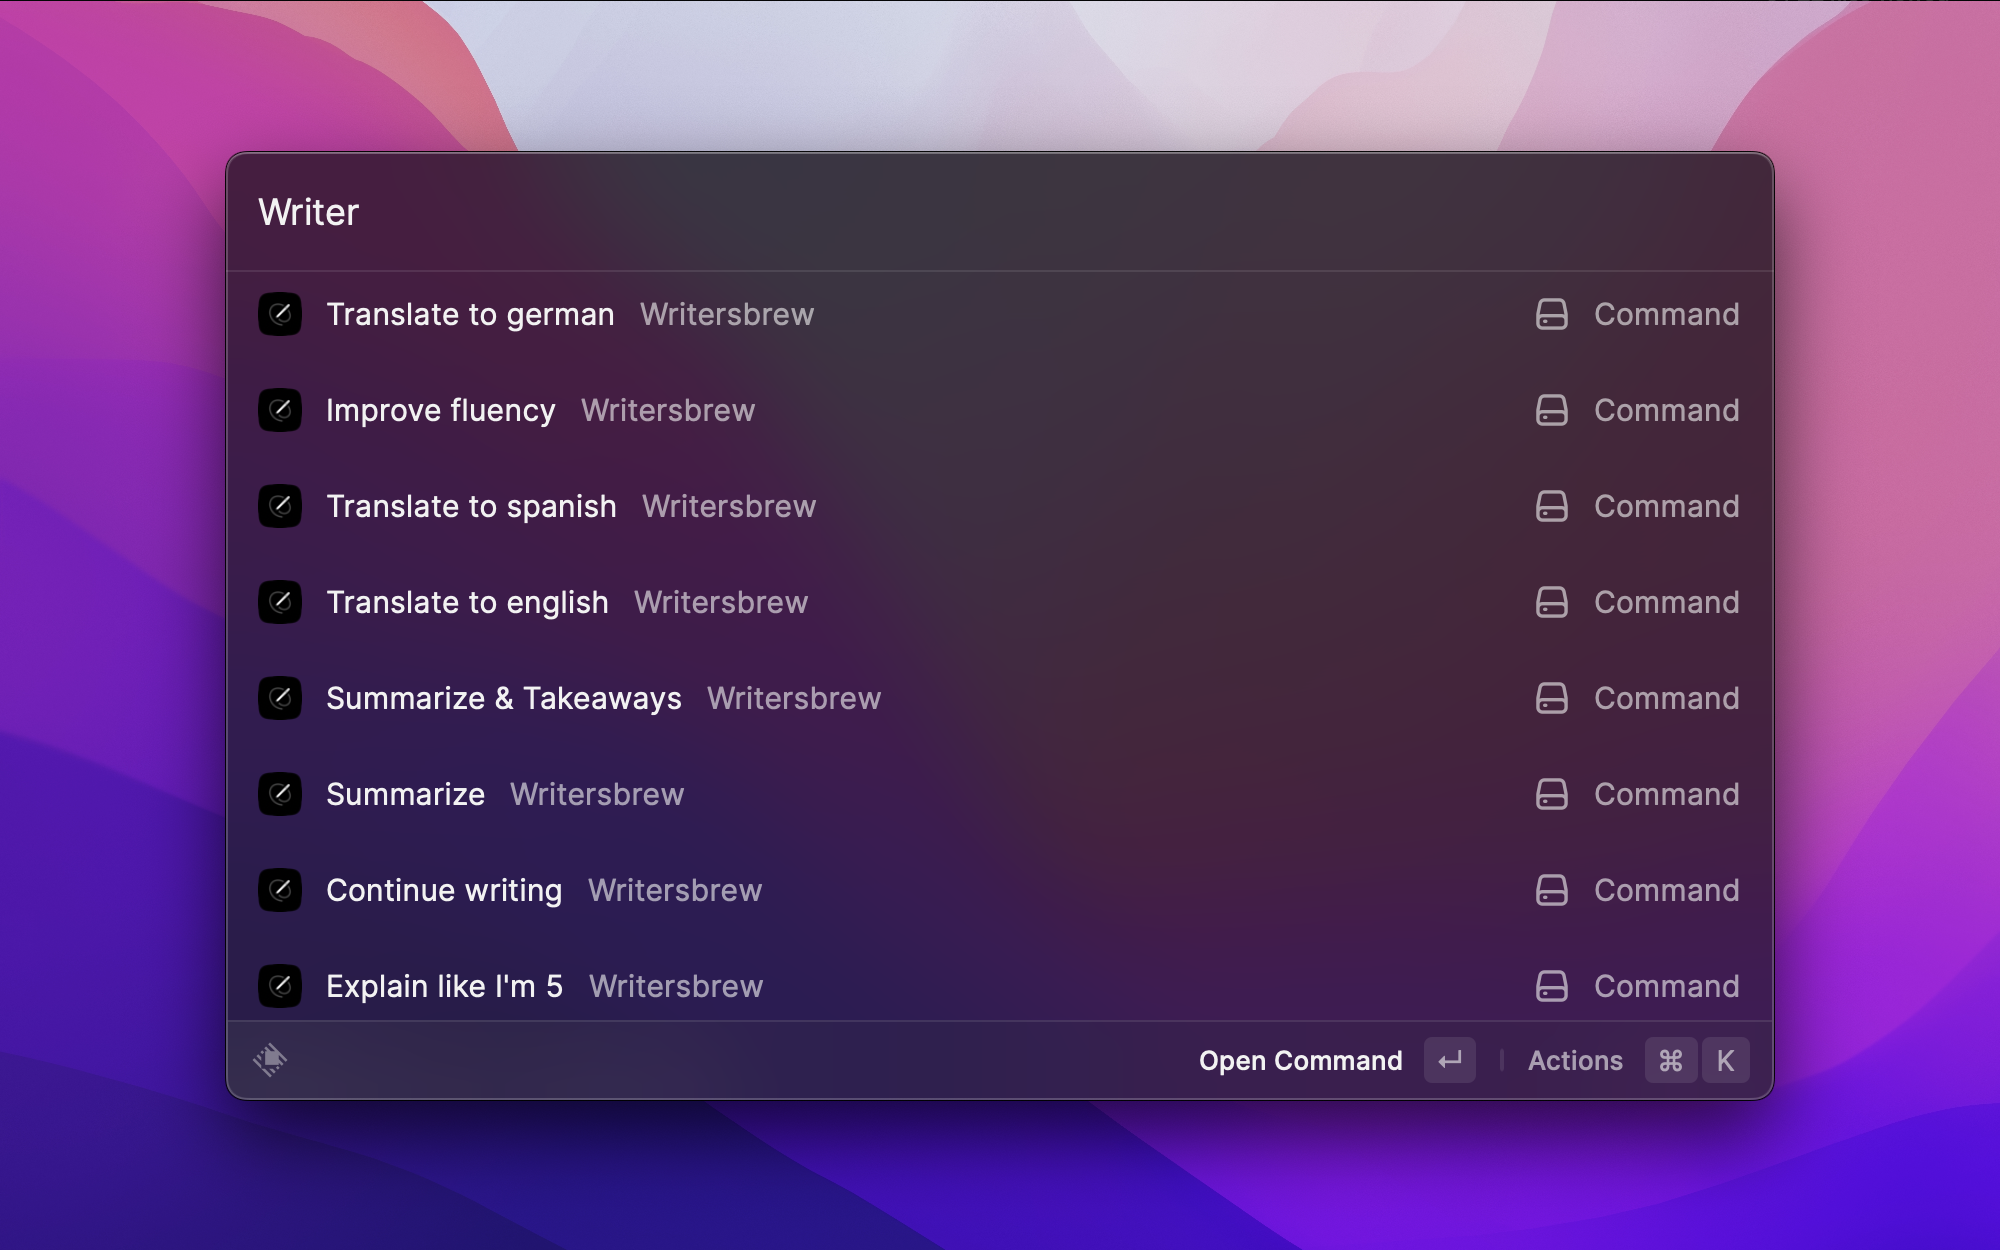 Writer
Translate to german Writersbrew Command
Improve fluency Writersbrew Command
Translate to spanish Writersbrew Command
Translate to english Writersbrew Command
Summarize & Takeaways Writersbrew Command
Summarize Writersbrew Command
Continue writing Writersbrew Command
Explain like I'm 5 Writersbrew Command
Open Command ↵ Actions ⌘ K